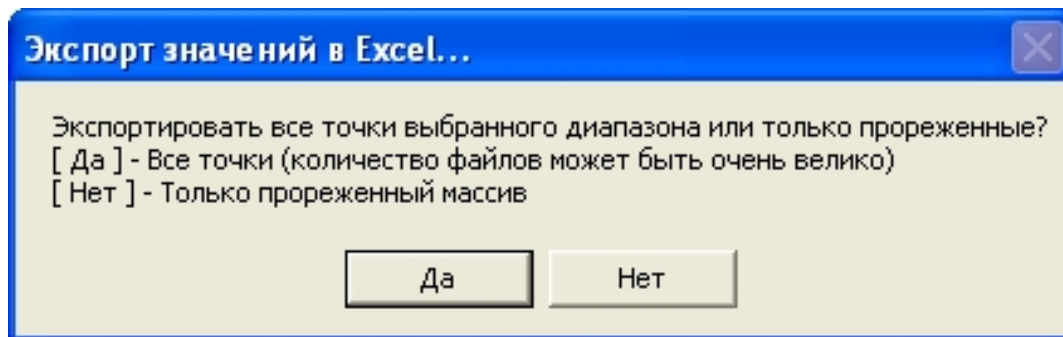 Экспорт значений в Excel...
Экспортировать все точки выбранного диапазона или только прореженные?
[ Да ] - Все точки (количество файлов может быть очень велико)
[ Нет ] - Только прореженный массив
Да
Нет